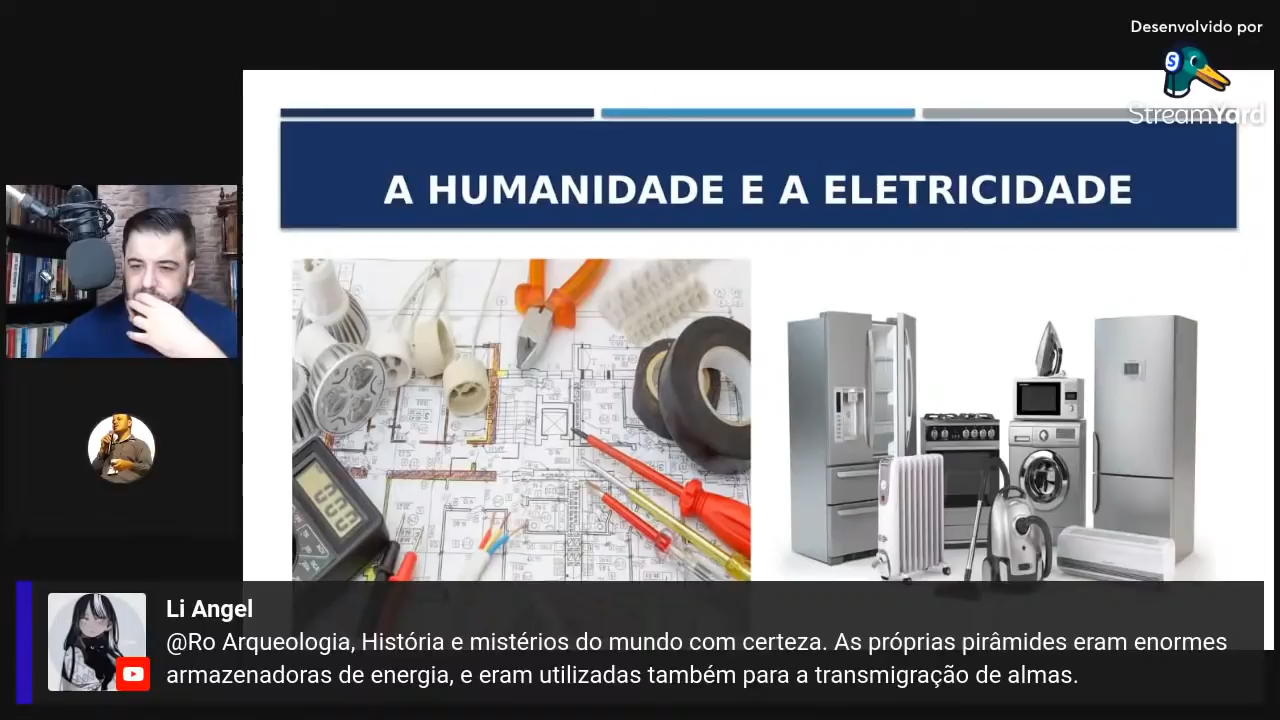 Desenvolvido por
StreamYard
A HUMANIDADE E A ELETRICIDADE
000
Li Angel
@Ro Arqueologia, História e mistérios do mundo com certeza. As próprias pirâmides eram enormes
armazenadoras de energia, e eram utilizadas também para a transmigração de almas.